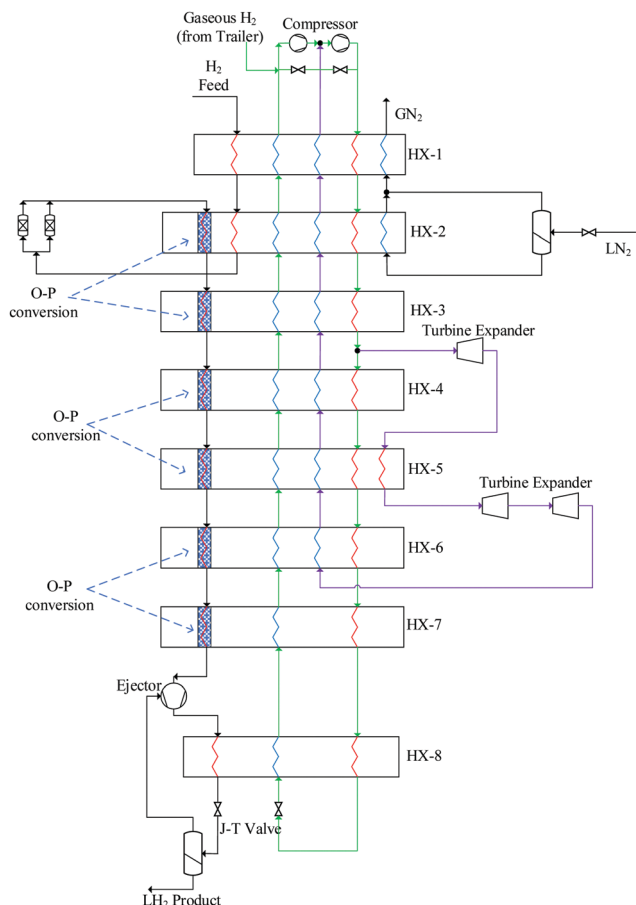 Gaseous H2
(from Trailer)
Compressor
H2
Feed
GN2
HX-1
HX-2
LN2
O-P
conversion
HX-3
Turbine Expander
HX-4
O-P
conversion
HX-5
Turbine Expander
HX-6
O-P
conversion
HX-7
Ejector
HX-8
J-T Valve
LH2 Product